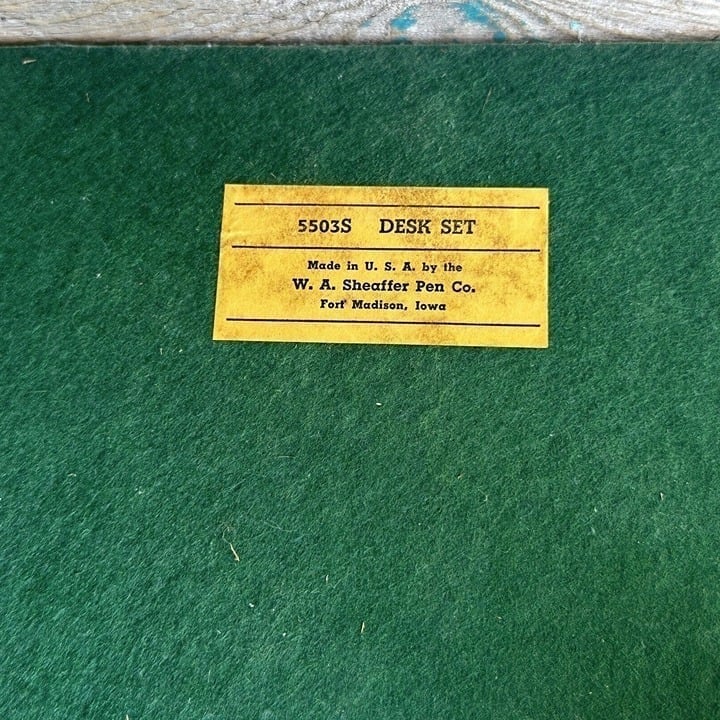 5503S DESK SET
Made in U. S. A. by the
W. A. Sheaffer Pen Co.
Fort Madison, Iowa